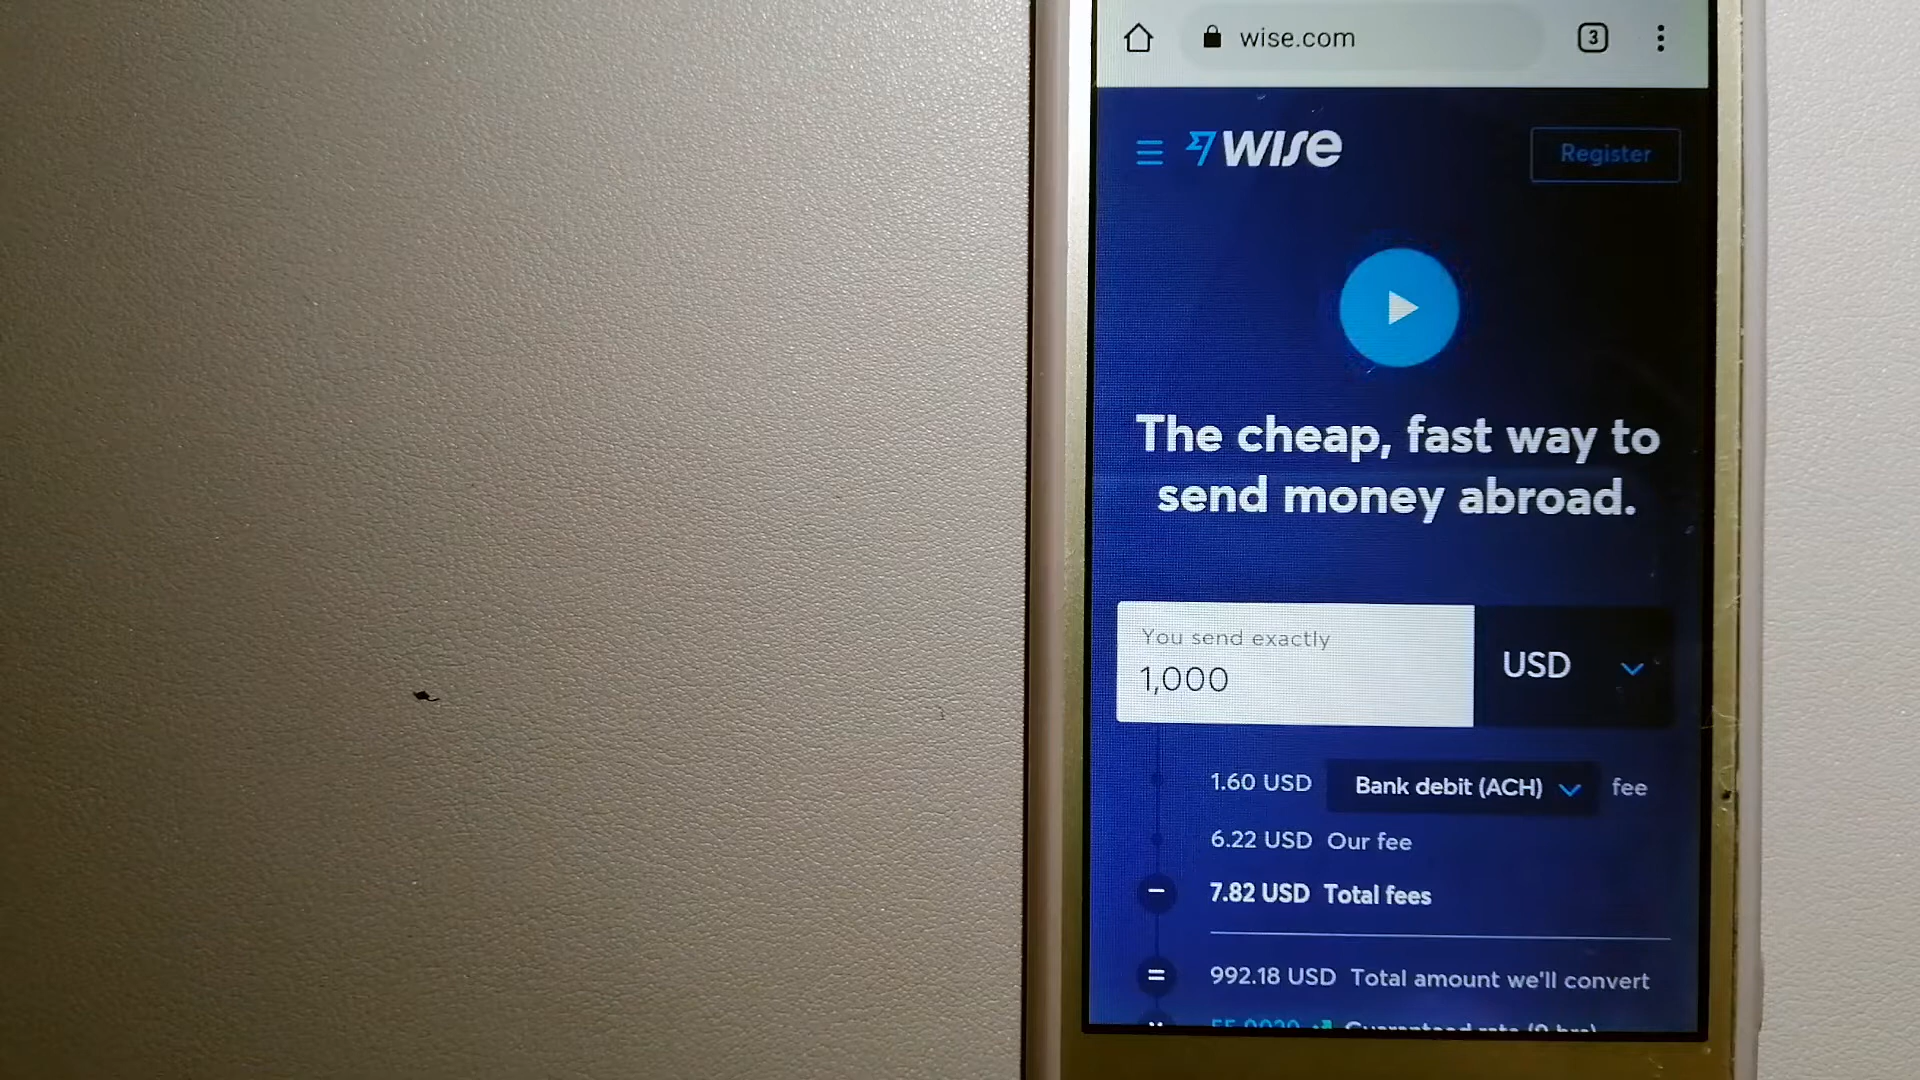 wise.com
3
wise
Register
The cheap, fast way to
send money abroad.
You send exactly
1,000
USD
1.60 USD Bank debit (ACH) fee
6.22 USD Our fee
7.82 USD Total fees
992.18 USD Total amount we'll convert
Guaranteed rate